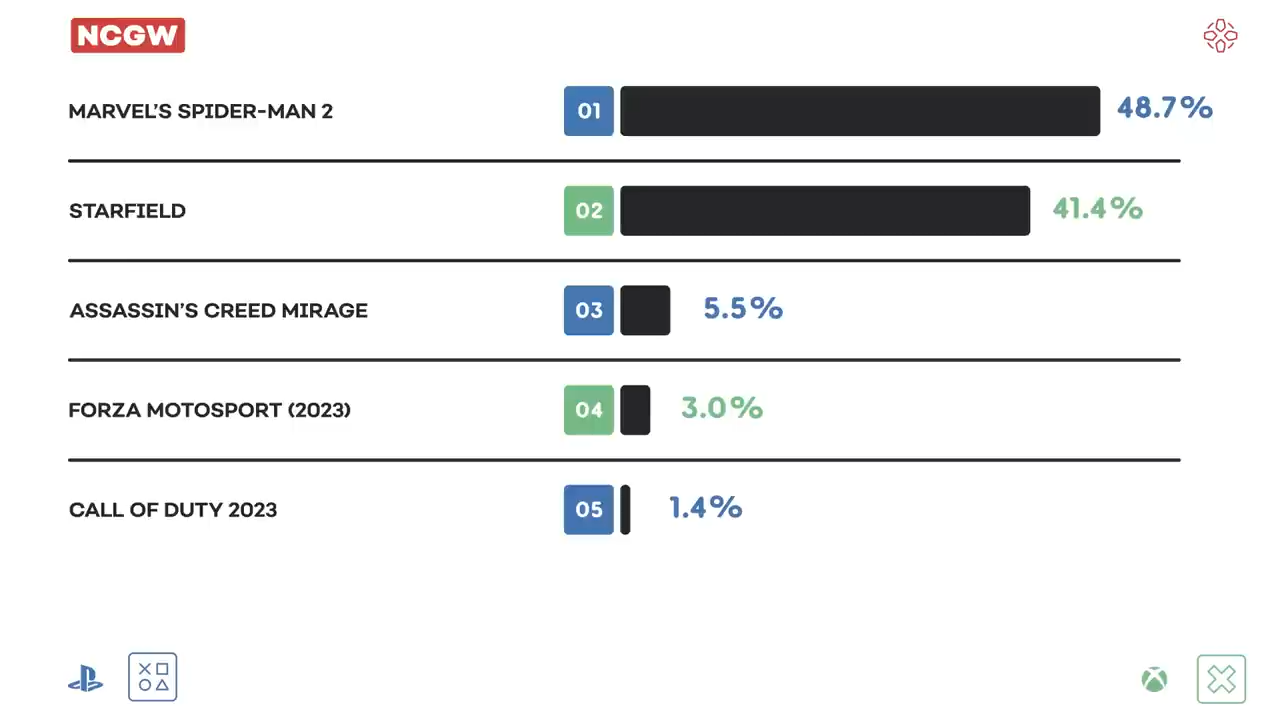 NCGW
MARVEL'S SPIDER-MAN 2 01 48.7%
STARFIELD 02 41.4%
ASSASSIN'S CREED MIRAGE 03 5.5%
FORZA MOTOSPORT (2023) 04 3.0%
CALL OF DUTY 2023 05 1.4%